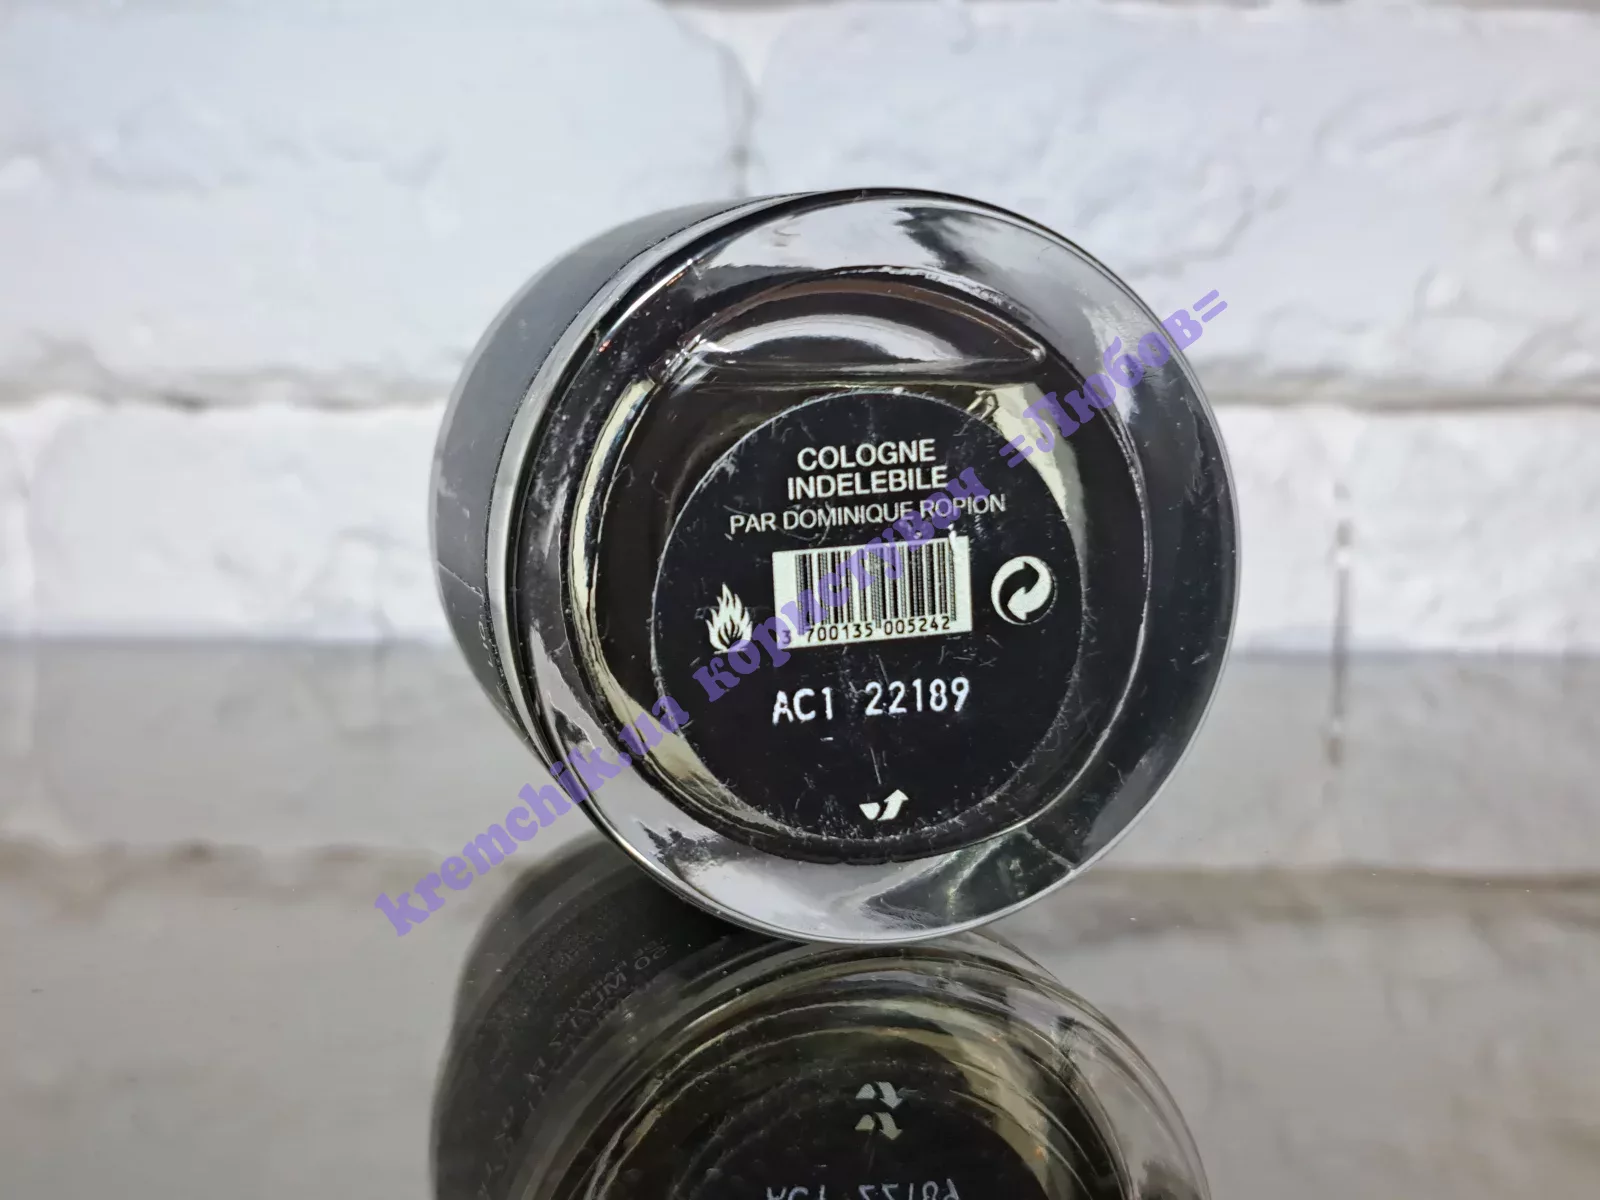 COLOGNE
INDELEBILE
PAR DOMINIQUE ROPION
3 700135 005242
AC1 22189
kremchik.ua користувач =Любов=